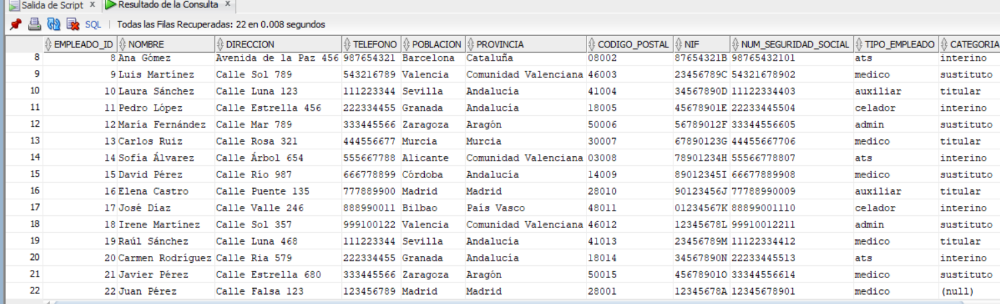 Salida de Script x Resultado de la Consulta x
SQL | Todas las Filas Recuperadas: 22 en 0.008 segundos
EMPLEADO_ID NOMBRE DIRECCION TELEFONO POBLACION PROVINCIA CODIGO_POSTAL NIF NUM_SEGURIDAD_SOCIAL TIPO_EMPLEADO CATEGORIA
8 8 Ana Gómez Avenida de la Paz 456 987654321 Barcelona Cataluña 08002 87654321B 98765432101 ats interino
9 9 Luis Martínez Calle Sol 789 543216789 Valencia Comunidad Valenciana 46003 23456789C 54321678902 medico sustituto
10 10 Laura Sánchez Calle Luna 123 111223344 Sevilla Andalucía 41004 34567890D 11122334403 auxiliar titular
11 11 Pedro López Calle Estrella 456 222334455 Granada Andalucía 18005 45678901E 22233445504 celador interino
12 12 María Fernández Calle Mar 789 333445566 Zaragoza Aragón 50006 56789012F 33344556605 admin sustituto
13 13 Carlos Ruiz Calle Rosa 321 444556677 Murcia Murcia 30007 67890123G 44455667706 medico titular
14 14 Sofía Álvarez Calle Árbol 654 555667788 Alicante Comunidad Valenciana 03008 78901234H 55566778807 ats interino
15 15 David Pérez Calle Río 987 666778899 Córdoba Andalucía 14009 89012345I 66677889908 medico sustituto
16 16 Elena Castro Calle Puente 135 777889900 Madrid Madrid 28010 90123456J 77788990009 auxiliar titular
17 17 José Díaz Calle Valle 246 888990011 Bilbao País Vasco 48011 01234567K 88899001110 celador interino
18 18 Irene Martínez Calle Sol 357 999100122 Valencia Comunidad Valenciana 46012 12345678L 99910012211 admin sustituto
19 19 Raúl Sánchez Calle Luna 468 111223344 Sevilla Andalucía 41013 23456789M 11122334412 medico titular
20 20 Carmen Rodríguez Calle Ria 579 222334455 Granada Andalucía 18014 34567890N 22233445513 ats interino
21 21 Javier Pérez Calle Estrella 680 333445566 Zaragoza Aragón 50015 45678901O 33344556614 medico sustituto
22 22 Juan Pérez Calle Falsa 123 123456789 Madrid Madrid 28001 12345678A 12345678901 medico (null)